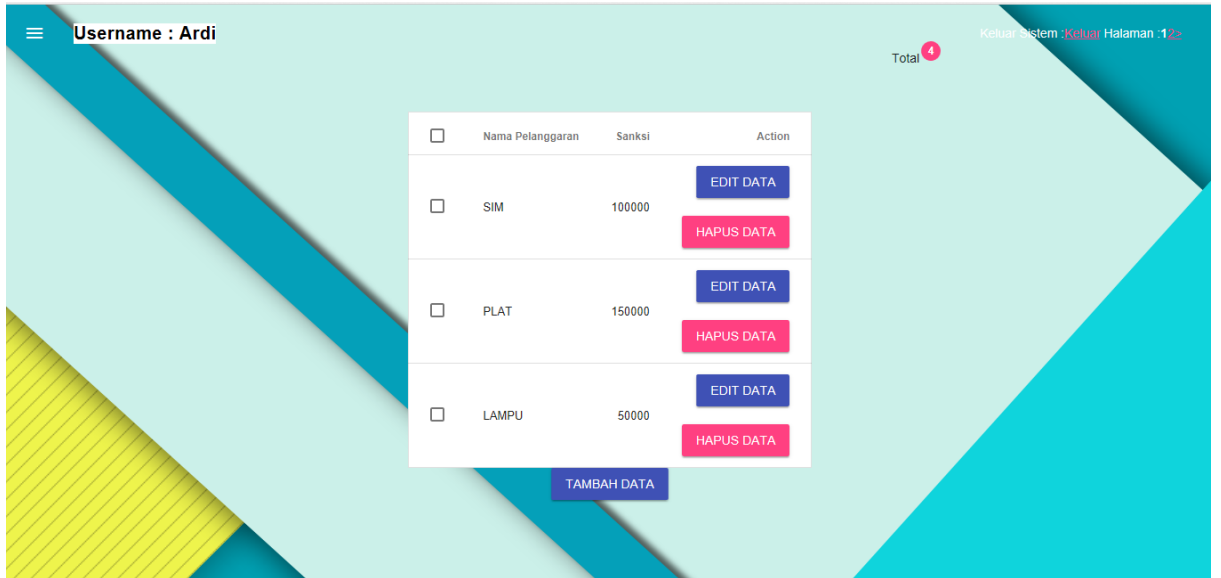 Username : Ardi
Keluar Sistem :Keluar Halaman :12>
Total 4
Nama Pelanggaran Sanksi Action
SIM 100000 EDIT DATA
HAPUS DATA
PLAT 150000 EDIT DATA
HAPUS DATA
LAMPU 50000 EDIT DATA
HAPUS DATA
TAMBAH DATA